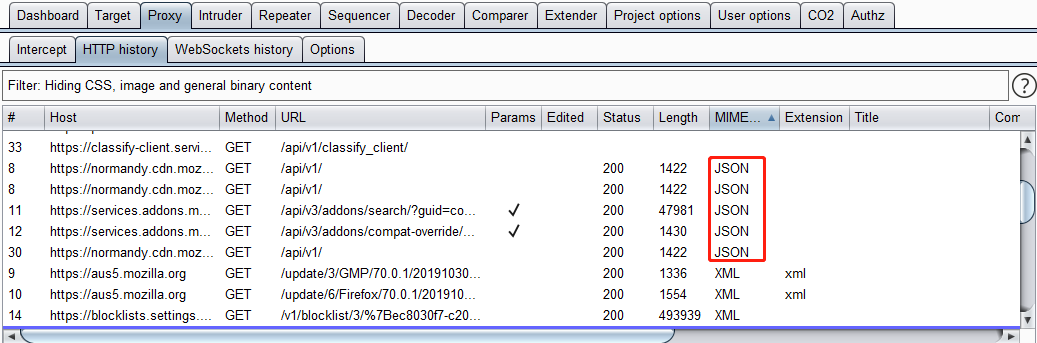 Dashboard Target Proxy Intruder Repeater Sequencer Decoder Comparer Extender Project options User options CO2 Authz
Intercept HTTP history WebSockets history Options
Filter: Hiding CSS, image and general binary content ?
# Host Method URL Params Edited Status Length MIME... Extension Title Com
33 https://classify-client.servi... GET /api/v1/classify_client/
8 https://normandy.cdn.moz... GET /api/v1/ 200 1422 JSON
8 https://normandy.cdn.moz... GET /api/v1/ 200 1422 JSON
11 https://services.addons.m... GET /api/v3/addons/search/?guid=co... ✓ 200 47981 JSON
12 https://services.addons.m... GET /api/v3/addons/compat-override/... ✓ 200 1430 JSON
30 https://normandy.cdn.moz... GET /api/v1/ 200 1422 JSON
9 https://aus5.mozilla.org GET /update/3/GMP/70.0.1/20191030... 200 1336 XML xml
10 https://aus5.mozilla.org GET /update/6/Firefox/70.0.1/201910... 200 1554 XML xml
14 https://blocklists.settings.... GET /v1/blocklist/3/%7Bec8030f7-c20... 200 493939 XML